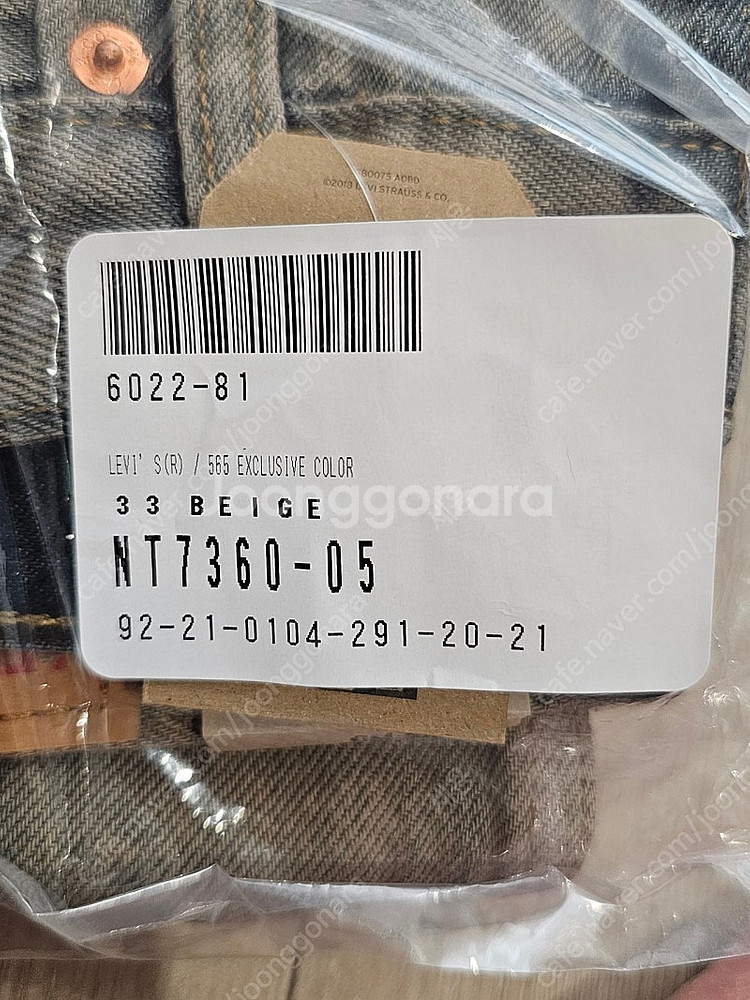 ©2018 LEVI STRAUSS & CO.
6022-81
LEVI' S(R) / 565 EXCLUSIVE COLOR
33 BEIGE
joonggonara
NT7360-05
92-21-0104-291-20-21
cafe.naver.com/joonggonara